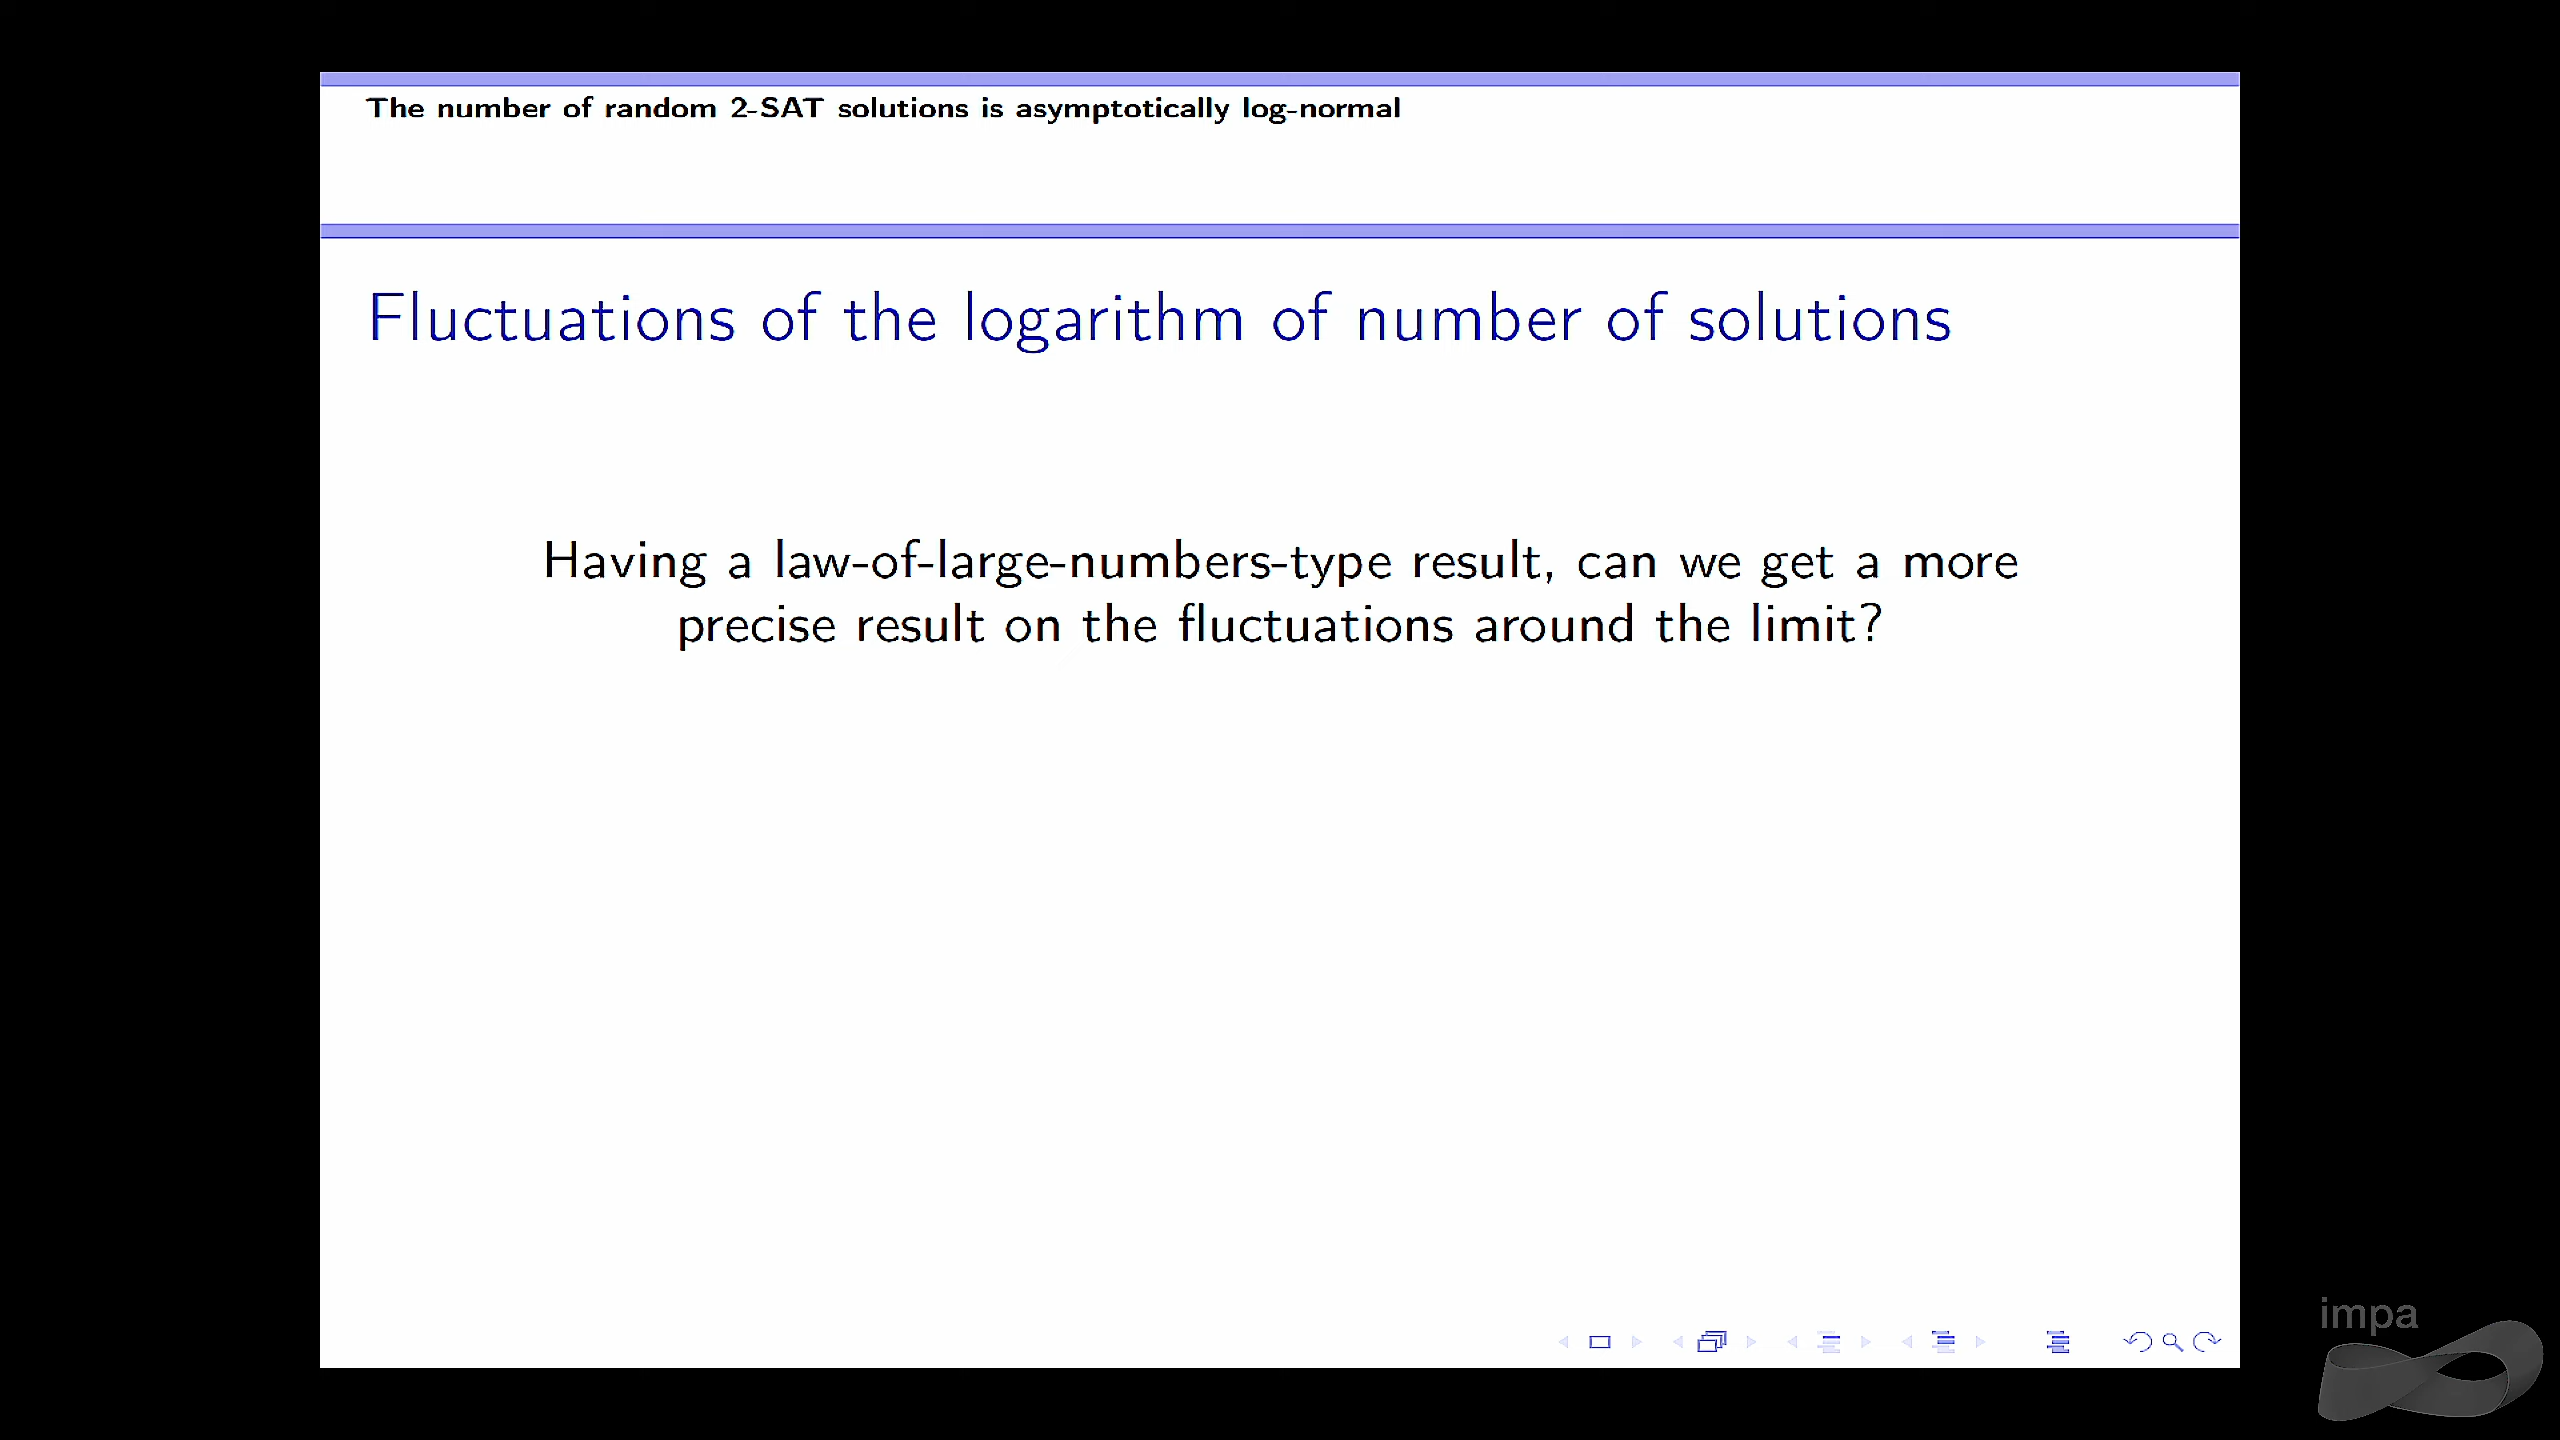 The number of random 2-SAT solutions is asymptotically log-normal
Fluctuations of the logarithm of number of solutions
Having a law-of-large-numbers-type result, can we get a more
precise result on the fluctuations around the limit?
impa